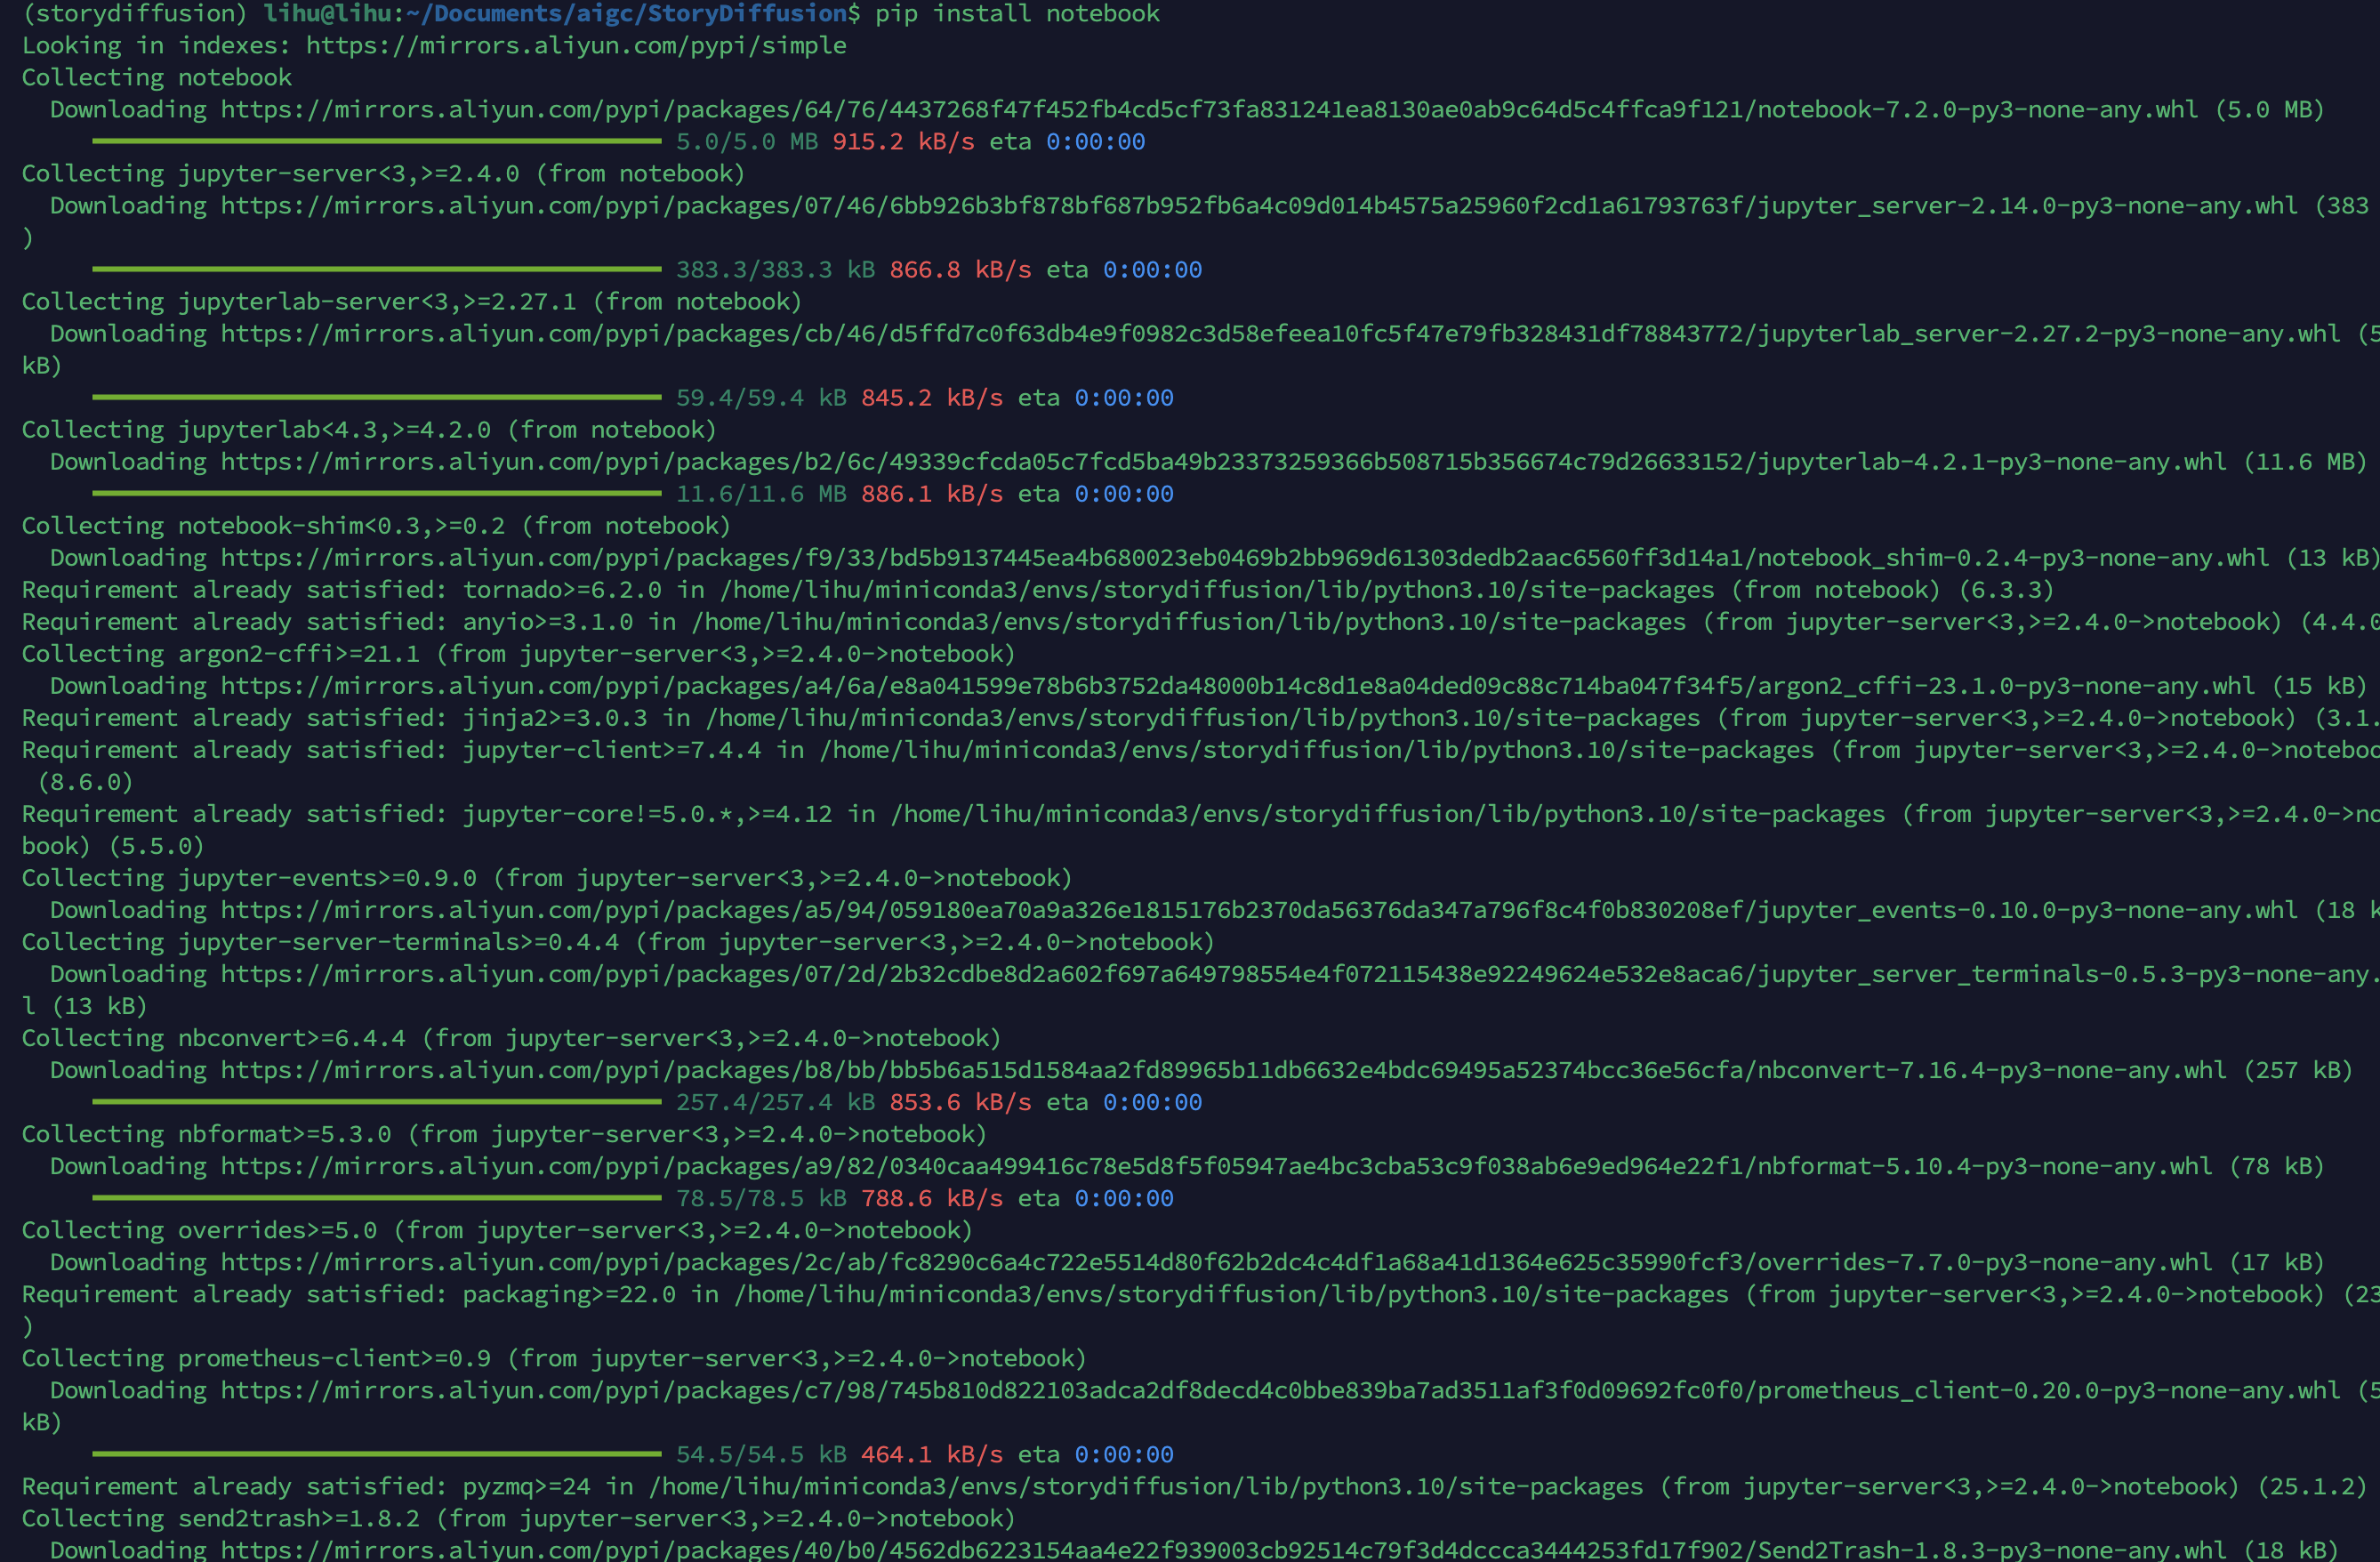 (storydiffusion) lihu@lihu:~/Documents/aigc/StoryDiffusion$ pip install notebook
Looking in indexes: https://mirrors.aliyun.com/pypi/simple
Collecting notebook
  Downloading https://mirrors.aliyun.com/pypi/packages/64/76/4437268f47f452fb4cd5cf73fa831241ea8130ae0ab9c64d5c4ffca9f121/notebook-7.2.0-py3-none-any.whl (5.0 MB)
5.0/5.0 MB 915.2 kB/s eta 0:00:00
Collecting jupyter-server<3,>=2.4.0 (from notebook)
  Downloading https://mirrors.aliyun.com/pypi/packages/07/46/6bb926b3bf878bf687b952fb6a4c09d014b4575a25960f2cd1a61793763f/jupyter_server-2.14.0-py3-none-any.whl (383
)
383.3/383.3 kB 866.8 kB/s eta 0:00:00
Collecting jupyterlab-server<3,>=2.27.1 (from notebook)
  Downloading https://mirrors.aliyun.com/pypi/packages/cb/46/d5ffd7c0f63db4e9f0982c3d58efeea10fc5f47e79fb328431df78843772/jupyterlab_server-2.27.2-py3-none-any.whl (5
kB)
59.4/59.4 kB 845.2 kB/s eta 0:00:00
Collecting jupyterlab<4.3,>=4.2.0 (from notebook)
  Downloading https://mirrors.aliyun.com/pypi/packages/b2/6c/49339cfcda05c7fcd5ba49b23373259366b508715b356674c79d26633152/jupyterlab-4.2.1-py3-none-any.whl (11.6 MB)
11.6/11.6 MB 886.1 kB/s eta 0:00:00
Collecting notebook-shim<0.3,>=0.2 (from notebook)
  Downloading https://mirrors.aliyun.com/pypi/packages/f9/33/bd5b9137445ea4b680023eb0469b2bb969d61303dedb2aac6560ff3d14a1/notebook_shim-0.2.4-py3-none-any.whl (13 kB)
Requirement already satisfied: tornado>=6.2.0 in /home/lihu/miniconda3/envs/storydiffusion/lib/python3.10/site-packages (from notebook) (6.3.3)
Requirement already satisfied: anyio>=3.1.0 in /home/lihu/miniconda3/envs/storydiffusion/lib/python3.10/site-packages (from jupyter-server<3,>=2.4.0->notebook) (4.4.0
Collecting argon2-cffi>=21.1 (from jupyter-server<3,>=2.4.0->notebook)
  Downloading https://mirrors.aliyun.com/pypi/packages/a4/6a/e8a041599e78b6b3752da48000b14c8d1e8a04ded09c88c714ba047f34f5/argon2_cffi-23.1.0-py3-none-any.whl (15 kB)
Requirement already satisfied: jinja2>=3.0.3 in /home/lihu/miniconda3/envs/storydiffusion/lib/python3.10/site-packages (from jupyter-server<3,>=2.4.0->notebook) (3.1.
Requirement already satisfied: jupyter-client>=7.4.4 in /home/lihu/miniconda3/envs/storydiffusion/lib/python3.10/site-packages (from jupyter-server<3,>=2.4.0->noteboo
 (8.6.0)
Requirement already satisfied: jupyter-core!=5.0.*,>=4.12 in /home/lihu/miniconda3/envs/storydiffusion/lib/python3.10/site-packages (from jupyter-server<3,>=2.4.0->no
book) (5.5.0)
Collecting jupyter-events>=0.9.0 (from jupyter-server<3,>=2.4.0->notebook)
  Downloading https://mirrors.aliyun.com/pypi/packages/a5/94/059180ea70a9a326e1815176b2370da56376da347a796f8c4f0b830208ef/jupyter_events-0.10.0-py3-none-any.whl (18 k
Collecting jupyter-server-terminals>=0.4.4 (from jupyter-server<3,>=2.4.0->notebook)
  Downloading https://mirrors.aliyun.com/pypi/packages/07/2d/2b32cdbe8d2a602f697a649798554e4f072115438e92249624e532e8aca6/jupyter_server_terminals-0.5.3-py3-none-any.
l (13 kB)
Collecting nbconvert>=6.4.4 (from jupyter-server<3,>=2.4.0->notebook)
  Downloading https://mirrors.aliyun.com/pypi/packages/b8/bb/bb5b6a515d1584aa2fd89965b11db6632e4bdc69495a52374bcc36e56cfa/nbconvert-7.16.4-py3-none-any.whl (257 kB)
257.4/257.4 kB 853.6 kB/s eta 0:00:00
Collecting nbformat>=5.3.0 (from jupyter-server<3,>=2.4.0->notebook)
  Downloading https://mirrors.aliyun.com/pypi/packages/a9/82/0340caa499416c78e5d8f5f05947ae4bc3cba53c9f038ab6e9ed964e22f1/nbformat-5.10.4-py3-none-any.whl (78 kB)
78.5/78.5 kB 788.6 kB/s eta 0:00:00
Collecting overrides>=5.0 (from jupyter-server<3,>=2.4.0->notebook)
  Downloading https://mirrors.aliyun.com/pypi/packages/2c/ab/fc8290c6a4c722e5514d80f62b2dc4c4df1a68a41d1364e625c35990fcf3/overrides-7.7.0-py3-none-any.whl (17 kB)
Requirement already satisfied: packaging>=22.0 in /home/lihu/miniconda3/envs/storydiffusion/lib/python3.10/site-packages (from jupyter-server<3,>=2.4.0->notebook) (23
)
Collecting prometheus-client>=0.9 (from jupyter-server<3,>=2.4.0->notebook)
  Downloading https://mirrors.aliyun.com/pypi/packages/c7/98/745b810d822103adca2df8decd4c0bbe839ba7ad3511af3f0d09692fc0f0/prometheus_client-0.20.0-py3-none-any.whl (5
kB)
54.5/54.5 kB 464.1 kB/s eta 0:00:00
Requirement already satisfied: pyzmq>=24 in /home/lihu/miniconda3/envs/storydiffusion/lib/python3.10/site-packages (from jupyter-server<3,>=2.4.0->notebook) (25.1.2)
Collecting send2trash>=1.8.2 (from jupyter-server<3,>=2.4.0->notebook)
  Downloading https://mirrors.aliyun.com/pypi/packages/40/b0/4562db6223154aa4e22f939003cb92514c79f3d4dccca3444253fd17f902/Send2Trash-1.8.3-py3-none-any.whl (18 kB)